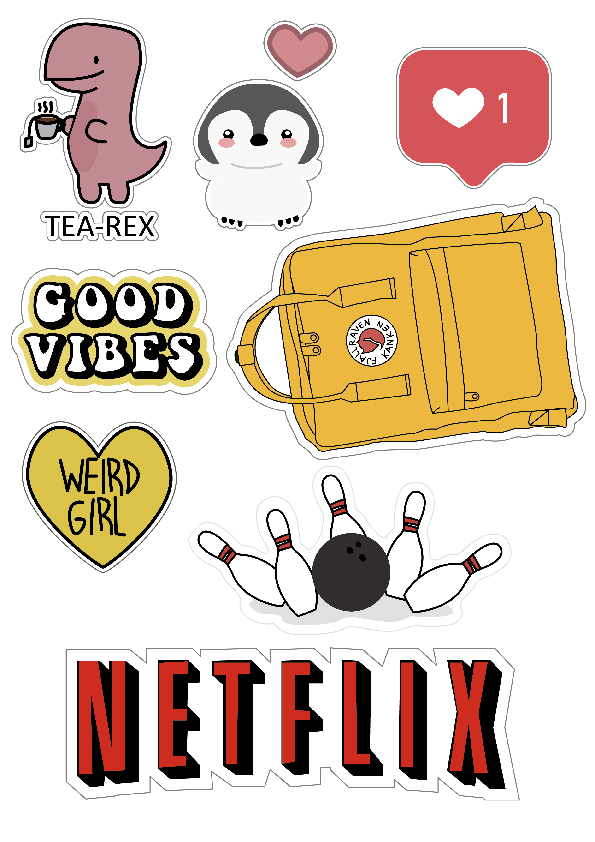 1
TEA-REX
GOOD
VIBES
FJÄLLRÄVEN KÅNKEN
WEIRD
GIRL
NETFLIX